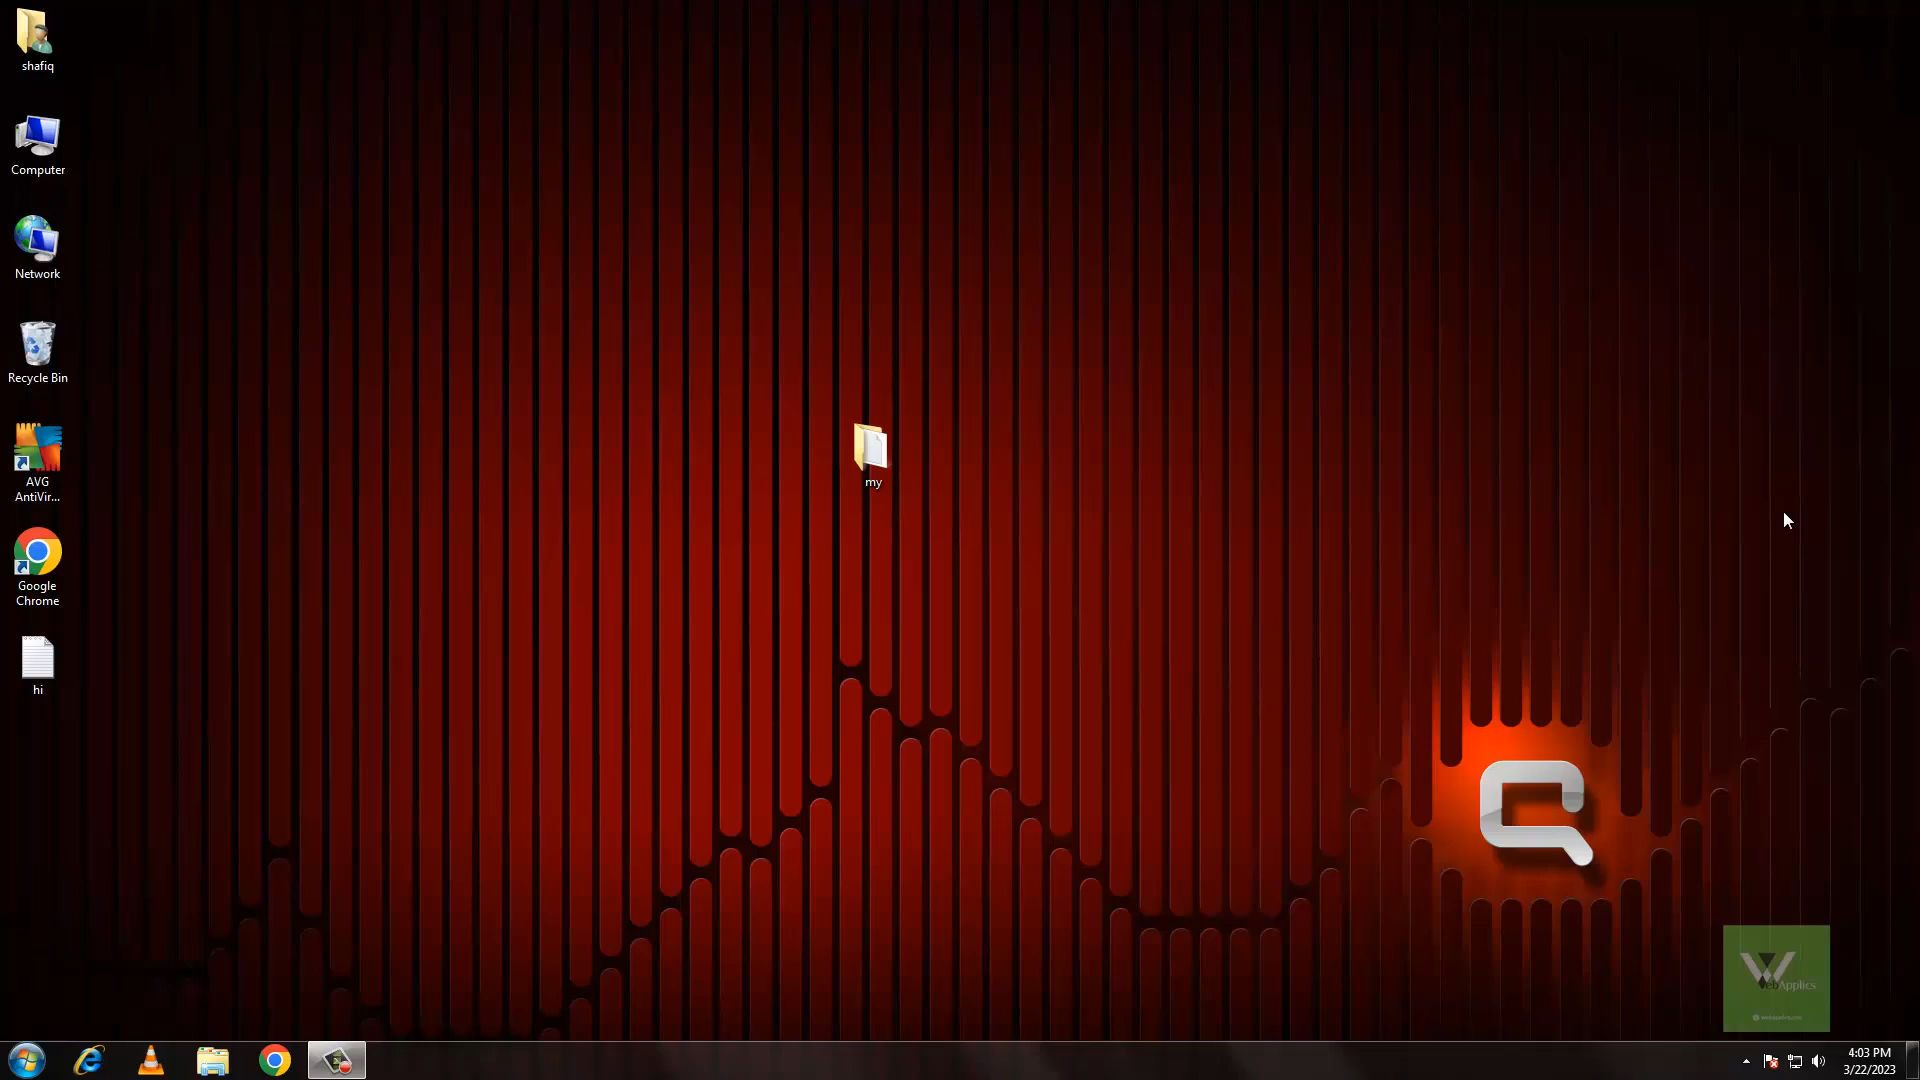 shafiq
Computer
Network
Recycle Bin
AVG
AntiVir...
Google
Chrome
hi
my
WebApplics
4:03 PM
3/22/2023